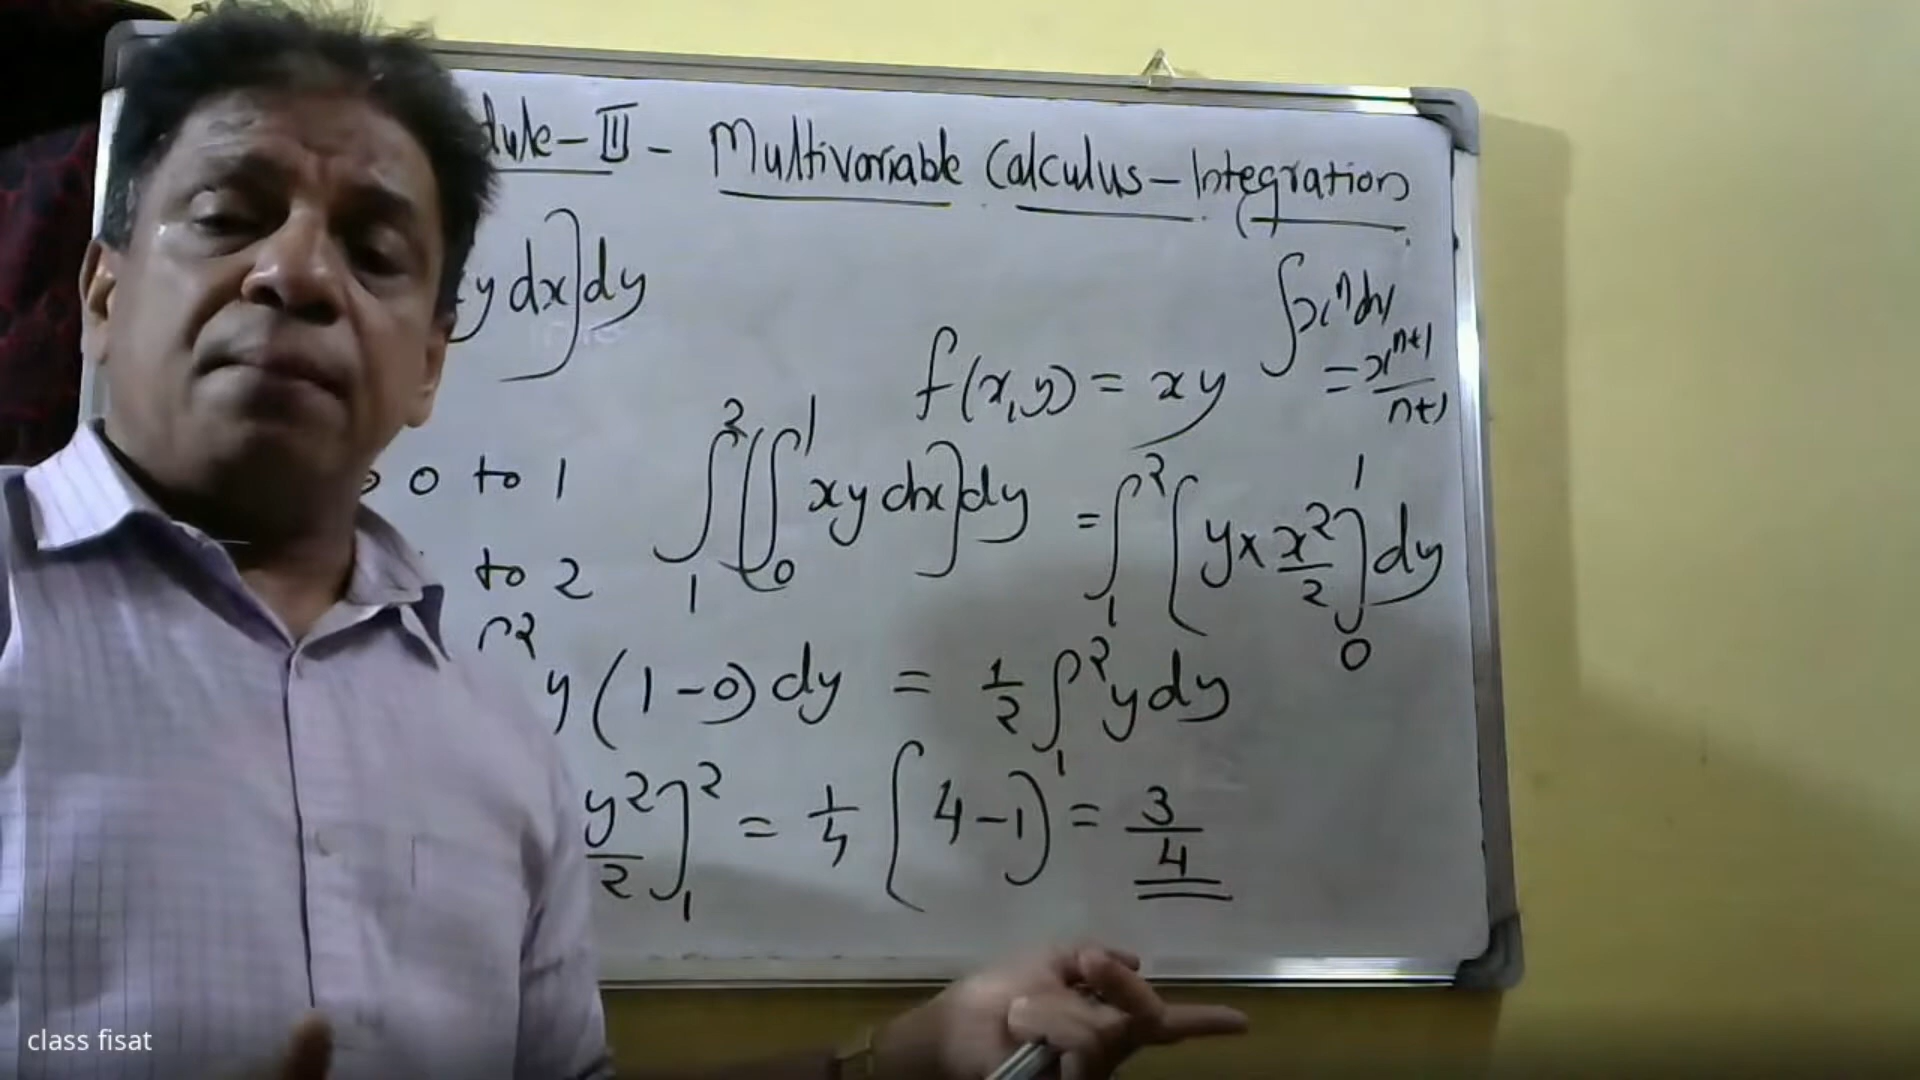 dule-III - Multivariable Calculus-Integration
y dx]dy
∫xⁿdx
= xⁿ⁺¹/n+1
f(x,y) = xy
0 to 1
∫₁²[∫₀¹ xy dx]dy = ∫₁²[y× x²/2]₀¹ dy
to 2
y(1-0)dy = 1/2 ∫₁² y dy
y²/2]₁² = 1/4 [4-1] = 3/4
class fisat